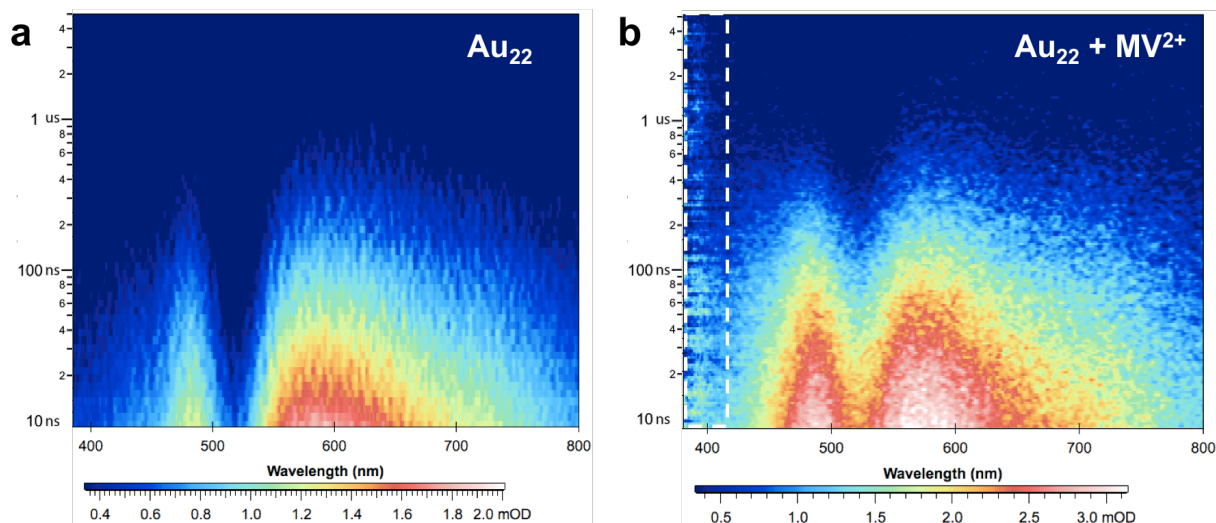 a
Au22
4
2
1 us
8
6
4
2
100 ns
8
6
4
2
10 ns
400 500 600 700 800
Wavelength (nm)
0.4 0.6 0.8 1.0 1.2 1.4 1.6 1.8 2.0 mOD
b
Au22 + MV2+
4
2
1 us
8
6
4
2
100 ns
8
6
4
2
10 ns
400 500 600 700 800
Wavelength (nm)
0.5 1.0 1.5 2.0 2.5 3.0 mOD